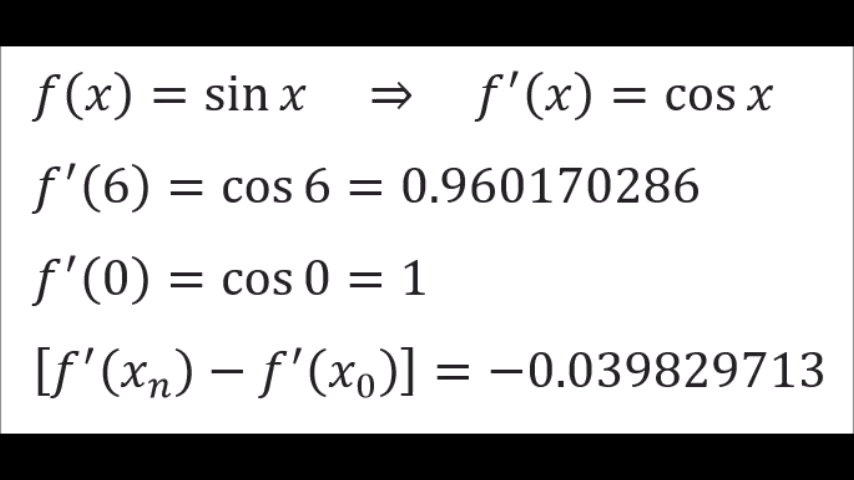 f(x) = sin x ⇒ f′(x) = cos x
f′(6) = cos 6 = 0.960170286
f′(0) = cos 0 = 1
[f′(xₙ) − f′(x₀)] = −0.039829713